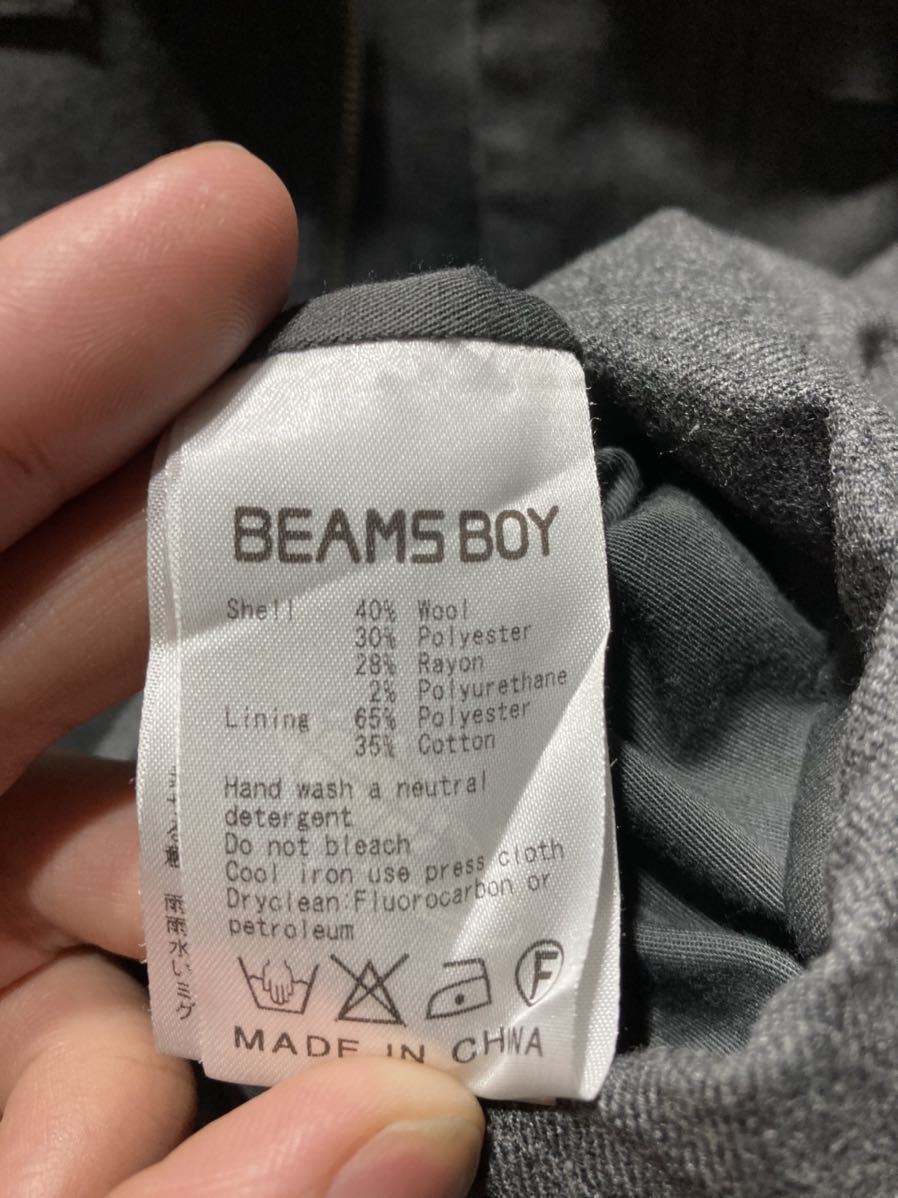 BEAMS BOY
Shell 40% Wool
30% Polyester
28% Rayon
2% Polyurethane
Lining 65% Polyester
35% Cotton
Hand wash a neutral
detergent
Do not bleach
Cool iron use press cloth
Dryclean:Fluorocarbon or
petroleum
F
MADE IN CHINA